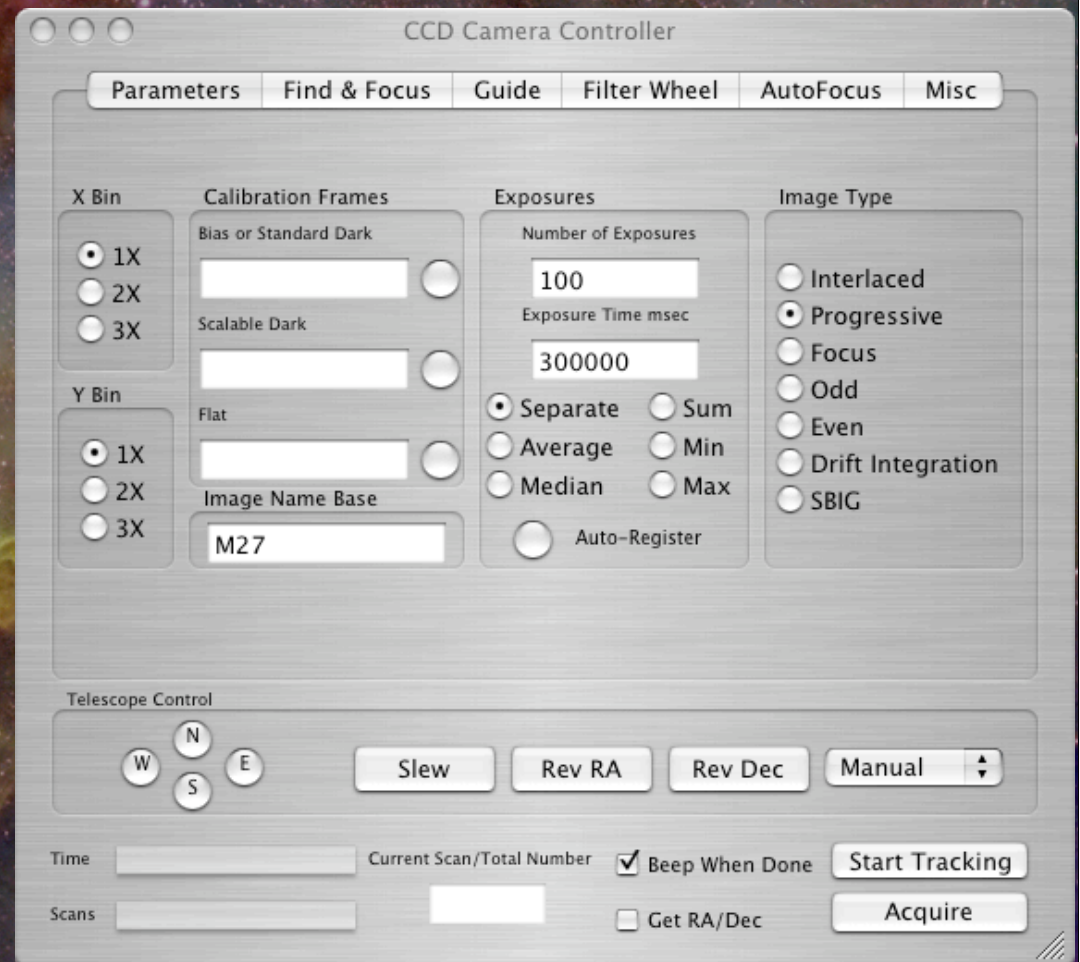 CCD Camera Controller
Parameters Find & Focus Guide Filter Wheel AutoFocus Misc
X Bin
1X
2X
3X
Y Bin
1X
2X
3X
Calibration Frames
Bias or Standard Dark
Scalable Dark
Flat
Image Name Base
M27
Exposures
Number of Exposures
100
Exposure Time msec
300000
Separate Sum
Average Min
Median Max
Auto-Register
Image Type
Interlaced
Progressive
Focus
Odd
Even
Drift Integration
SBIG
Telescope Control
N
W E
S
Slew Rev RA Rev Dec Manual
Time Current Scan/Total Number Beep When Done Start Tracking
Scans Get RA/Dec Acquire